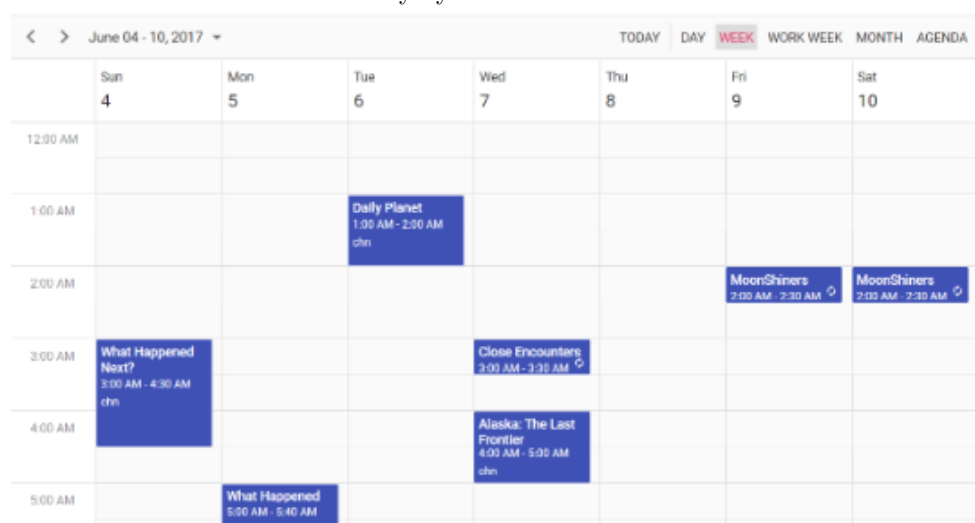 June 04 - 10, 2017
TODAY DAY WEEK WORK WEEK MONTH AGENDA
Sun Mon Tue Wed Thu Fri Sat
4 5 6 7 8 9 10
12:00 AM
1:00 AM
Daily Planet
1:00 AM - 2:00 AM
chn
2:00 AM
MoonShiners
2:00 AM - 2:30 AM
MoonShiners
2:00 AM - 2:30 AM
3:00 AM
What Happened
Next?
3:00 AM - 4:30 AM
chn
Close Encounters
3:00 AM - 3:30 AM
4:00 AM
Alaska: The Last
Frontier
4:00 AM - 5:00 AM
chn
5:00 AM
What Happened
5:00 AM - 5:40 AM